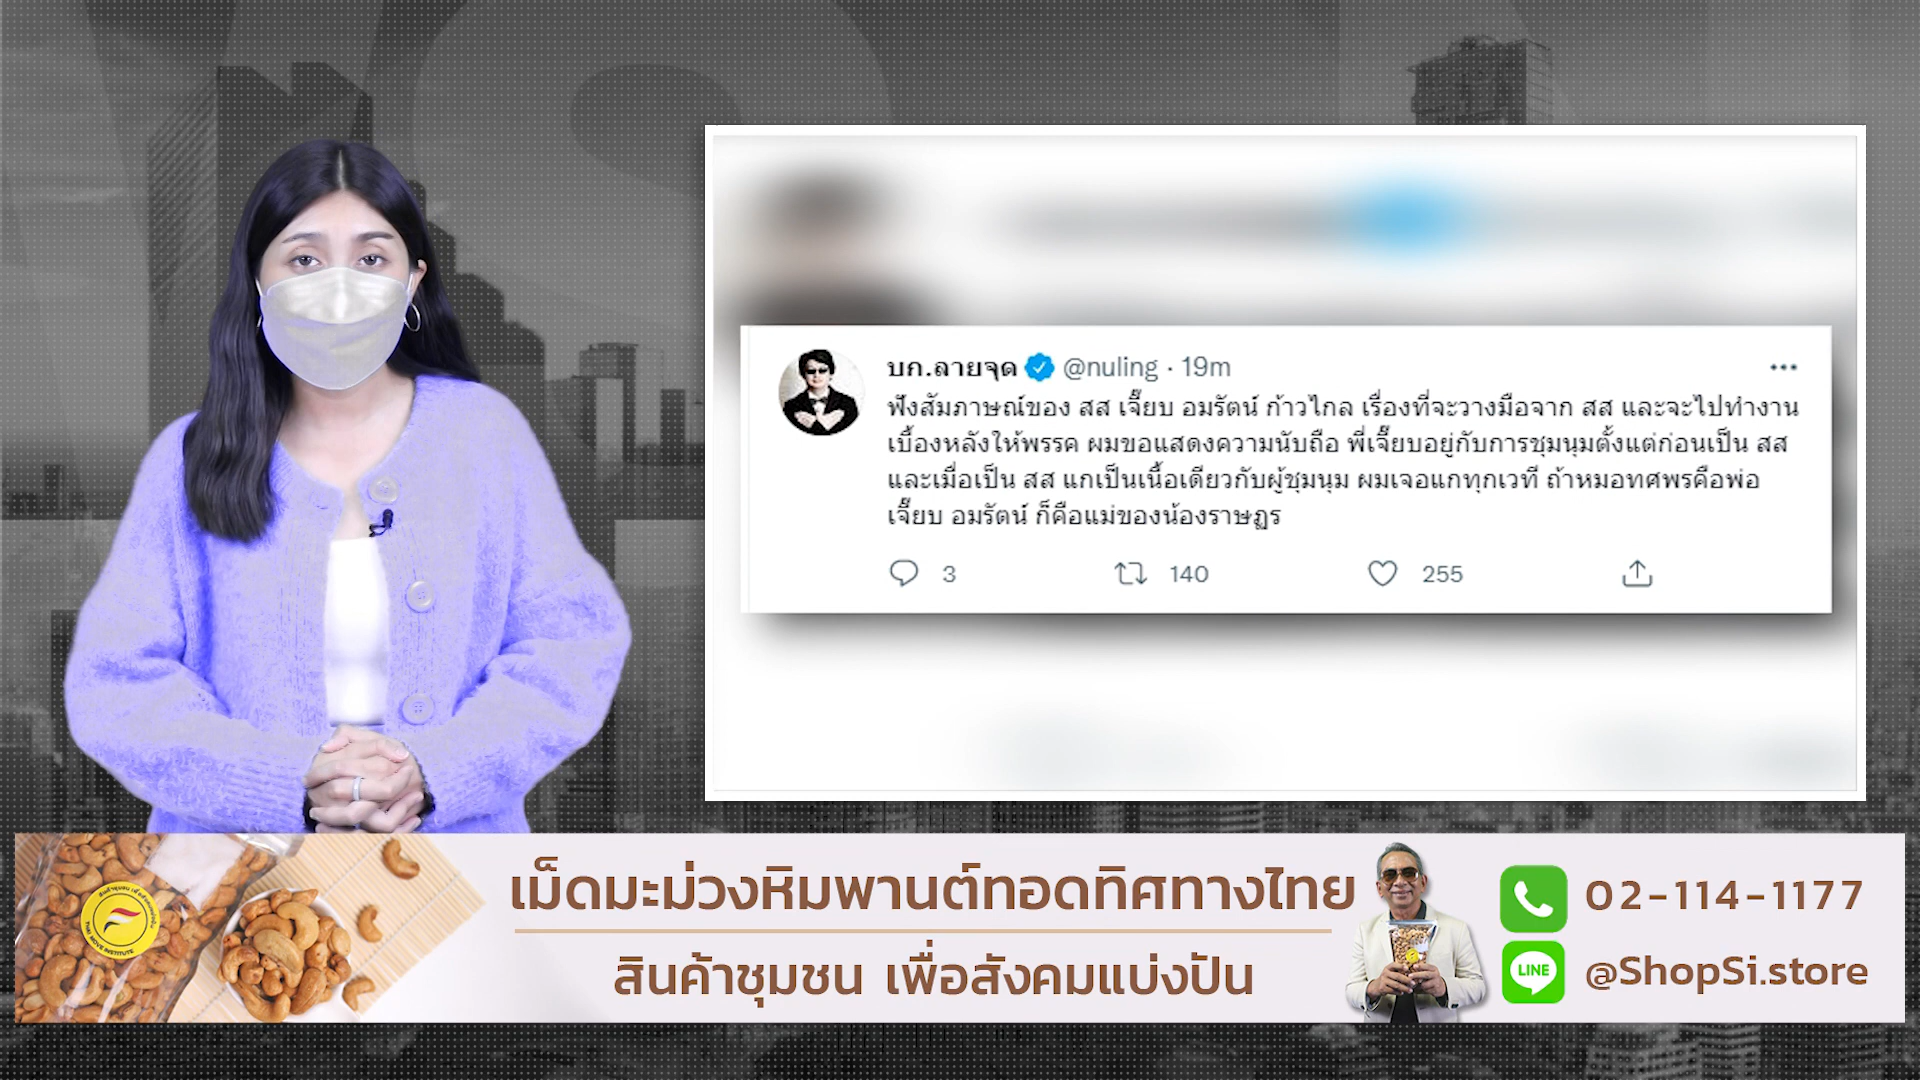 บก.ลายจุด @nuling · 19m
ฟังสัมภาษณ์ของ สส เจี๊ยบ อมรัตน์ ก้าวไกล เรื่องที่จะวางมือจาก สส และจะไปทำงาน
เบื้องหลังให้พรรค ผมขอแสดงความนับถือ พี่เจี๊ยบอยู่กับการชุมนุมตั้งแต่ก่อนเป็น สส
และเมื่อเป็น สส แกเป็นเนื้อเดียวกับผู้ชุมนุม ผมเจอแกทุกเวที ถ้าหมอทศพรคือพ่อ
เจี๊ยบ อมรัตน์ ก็คือแม่ของน้องราษฎร
3 140 255
เม็ดมะม่วงหิมพานต์ทอดทิศทางไทย
สินค้าชุมชน เพื่อสังคมแบ่งปัน
02-114-1177
LINE @ShopSi.store
THAI MOVE INSTITUTE